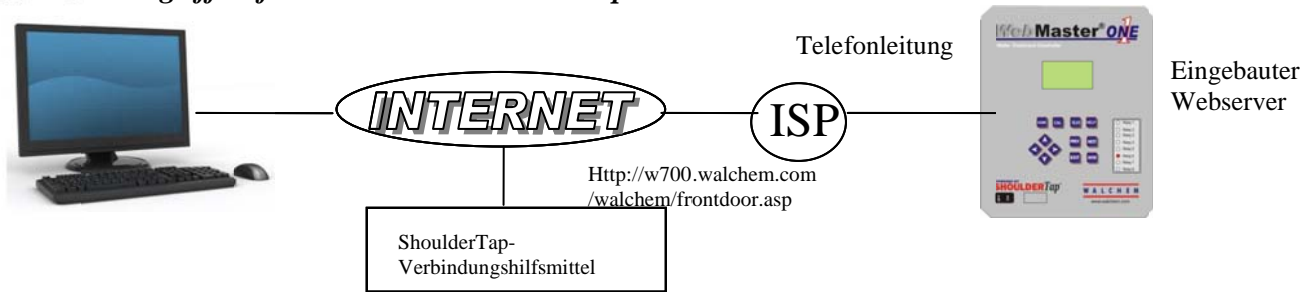 Telefonleitung
WebMaster® ONE
Eingebauter
Webserver
INTERNET
ISP
Http://w700.walchem.com
/walchem/frontdoor.asp
SHOULDERTap
WALCHEM
ShoulderTap-
Verbindungshilfsmittel